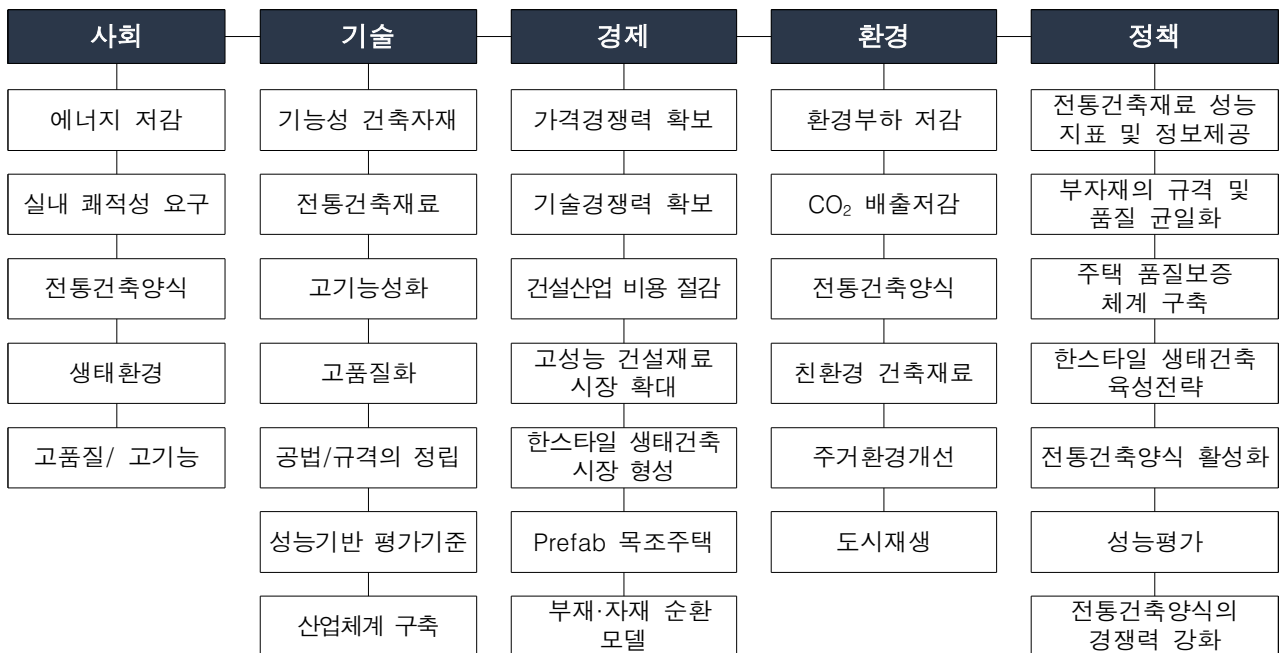 사회
에너지 저감
실내 쾌적성 요구
전통건축양식
생태환경
고품질/ 고기능
기술
기능성 건축자재
전통건축재료
고기능성화
고품질화
공법/규격의 정립
성능기반 평가기준
산업체계 구축
경제
가격경쟁력 확보
기술경쟁력 확보
건설산업 비용 절감
고성능 건설재료
시장 확대
한스타일 생태건축
시장 형성
Prefab 목조주택
부재·자재 순환
모델
환경
환경부하 저감
CO₂ 배출저감
전통건축양식
친환경 건축재료
주거환경개선
도시재생
정책
전통건축재료 성능
지표 및 정보제공
부자재의 규격 및
품질 균일화
주택 품질보증
체계 구축
한스타일 생태건축
육성전략
전통건축양식 활성화
성능평가
전통건축양식의
경쟁력 강화